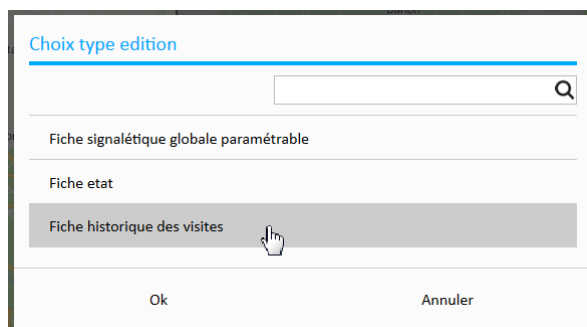 Choix type edition
Fiche signalétique globale paramétrable
Fiche etat
Fiche historique des visites
Ok
Annuler